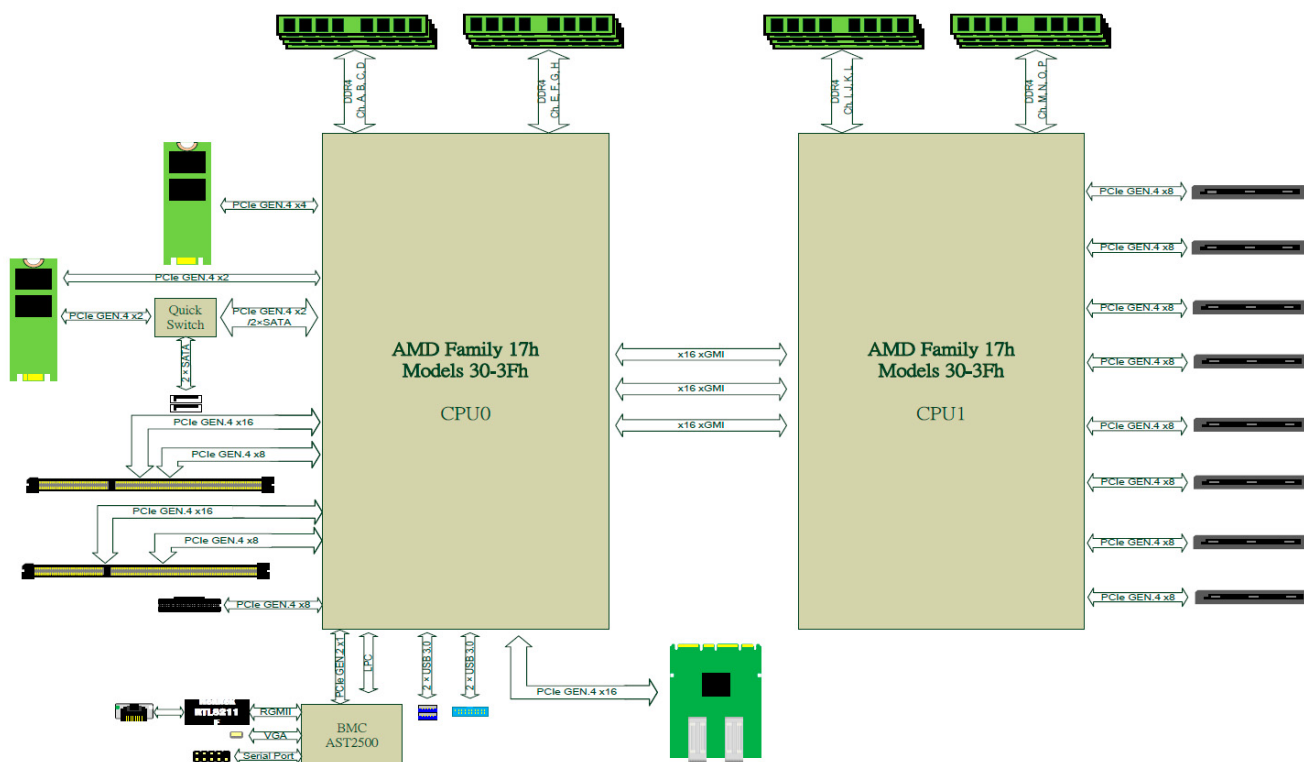 DDR4
Ch A, B, C, D
DDR4
Ch E, F, G, H
DDR4
Ch I, J, K, L
DDR4
Ch M, N, O, P
PCIe GEN.4 x4
PCIe GEN.4 x2
PCIe GEN.4 x2
Quick
Switch
PCIe GEN.4 x2
/2×SATA
2 × SATA
PCIe GEN.4 x16
PCIe GEN.4 x8
PCIe GEN.4 x16
PCIe GEN.4 x8
PCIe GEN.4 x8
AMD Family 17h
Models 30-3Fh
CPU0
x16 xGMI
x16 xGMI
x16 xGMI
AMD Family 17h
Models 30-3Fh
CPU1
PCIe GEN.4 x8
PCIe GEN.4 x8
PCIe GEN.4 x8
PCIe GEN.4 x8
PCIe GEN.4 x8
PCIe GEN.4 x8
PCIe GEN.4 x8
PCIe GEN.4 x8
PCIe GEN.2 x1
LPC
2 × USB 3.0
2 × USB 3.0
PCIe GEN.4 x16
RGMII
VGA
Serial Port
BMC
AST2500